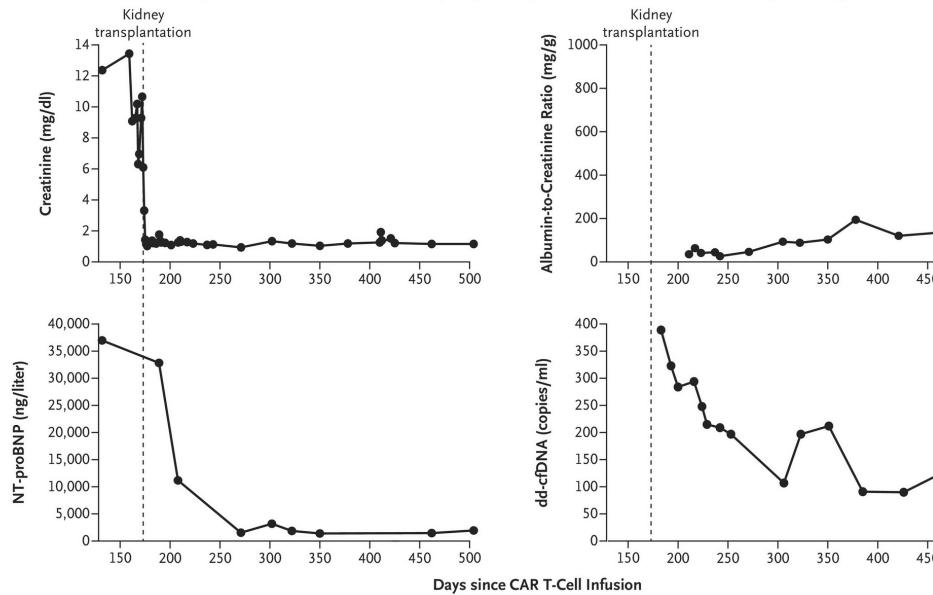 Kidney
transplantation
Creatinine (mg/dl)
14
12
10
8
6
4
2
0
150 200 250 300 350 400 450 500
Kidney
transplantation
Albumin-to-Creatinine Ratio (mg/g)
1000
800
600
400
200
0
150 200 250 300 350 400
NT-proBNP (ng/liter)
40,000
35,000
30,000
25,000
20,000
15,000
10,000
5,000
0
150 200 250 300 350 400 450 500
dd-cfDNA (copies/ml)
400
350
300
250
200
150
100
50
0
150 200 250 300 350 400
Days since CAR T-Cell Infusion